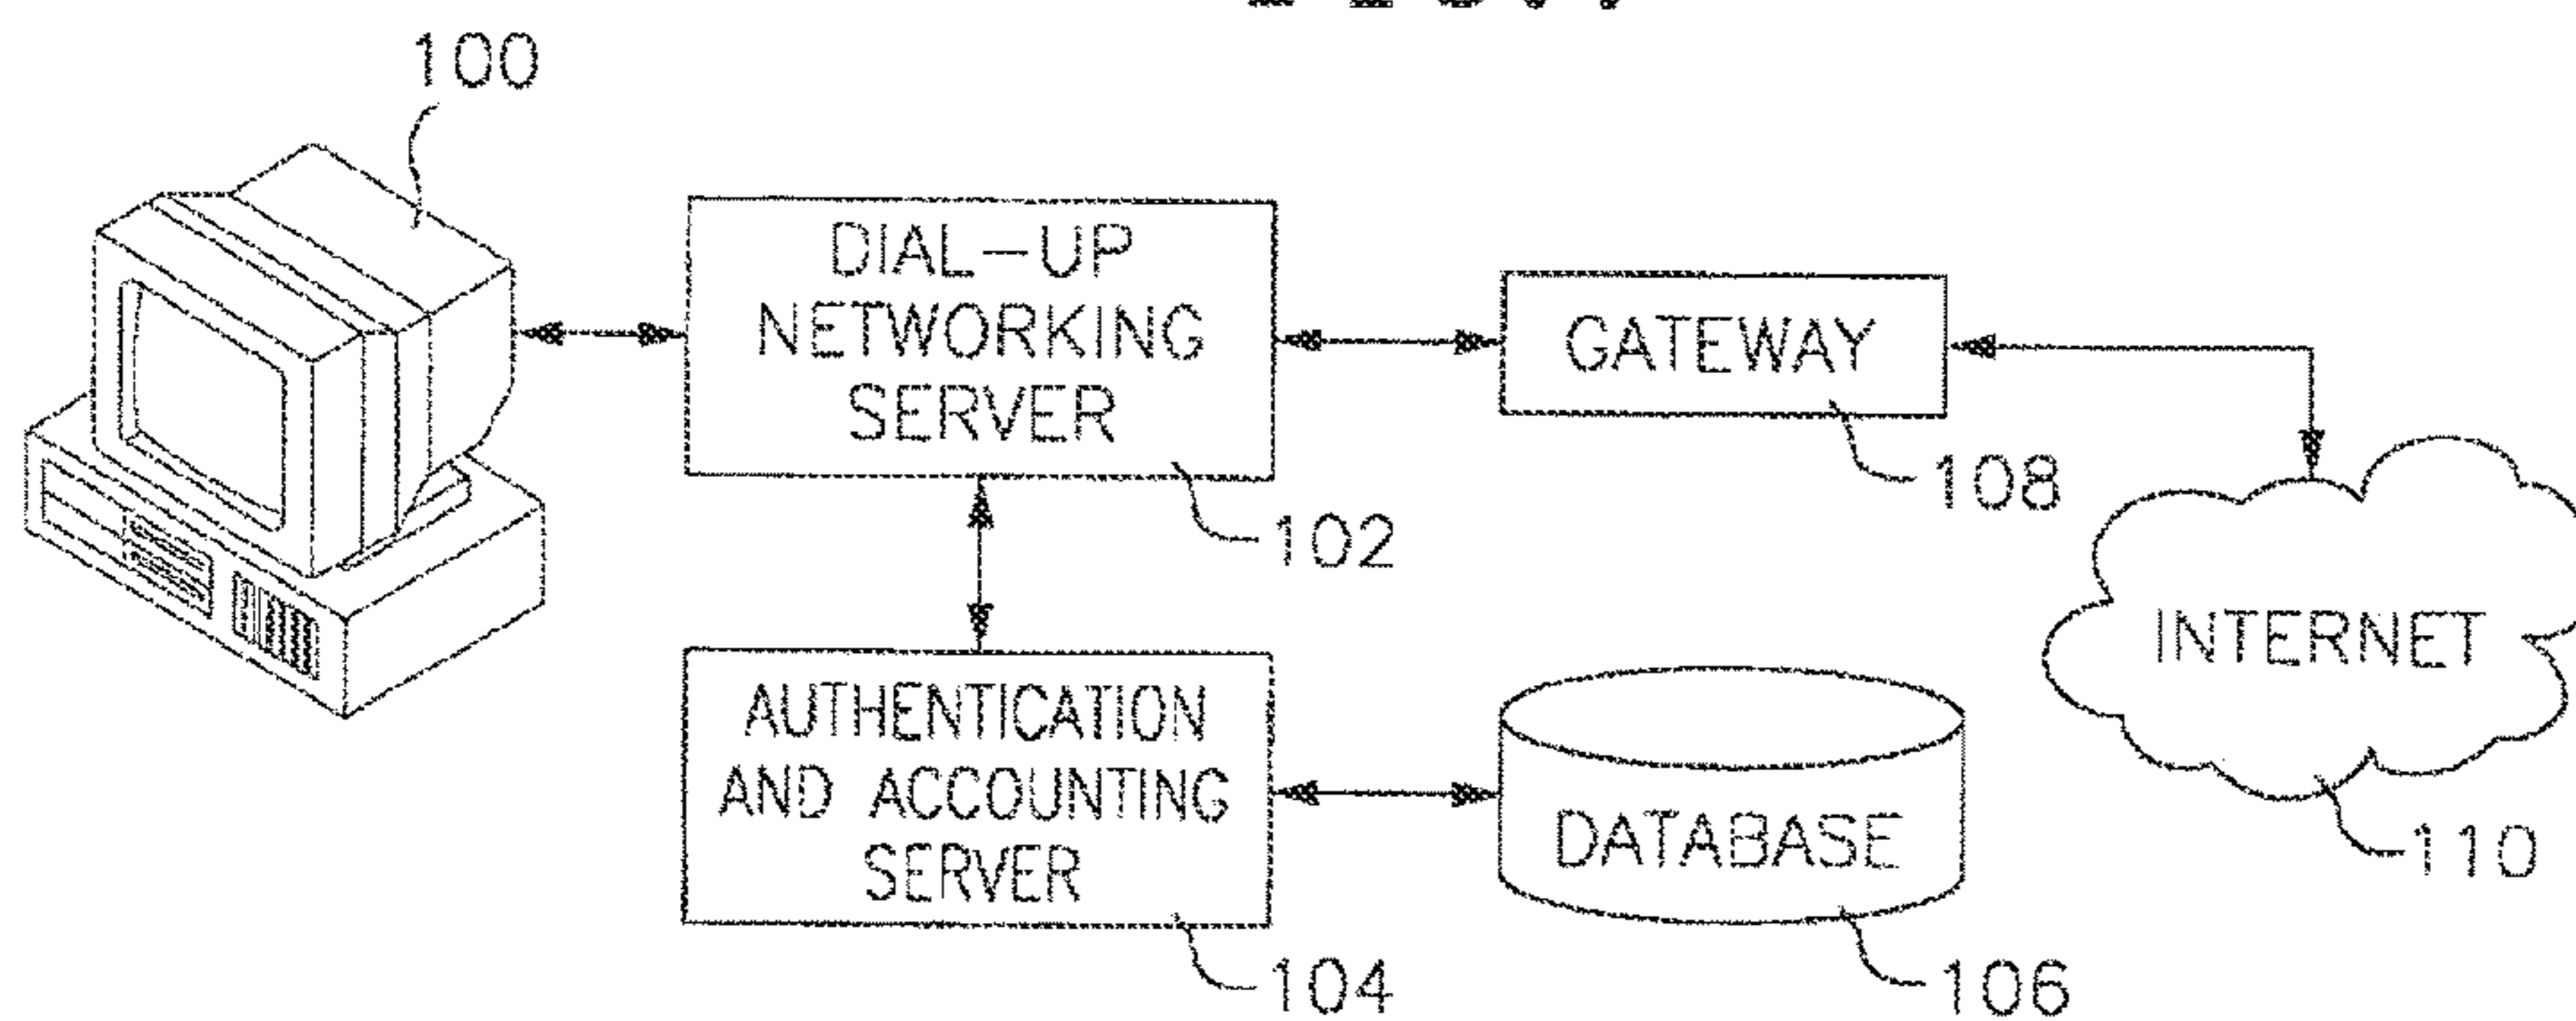 100
DIAL-UP
NETWORKING
SERVER
102
GATEWAY
108
INTERNET
110
AUTHENTICATION
AND ACCOUNTING
SERVER
104
DATABASE
106